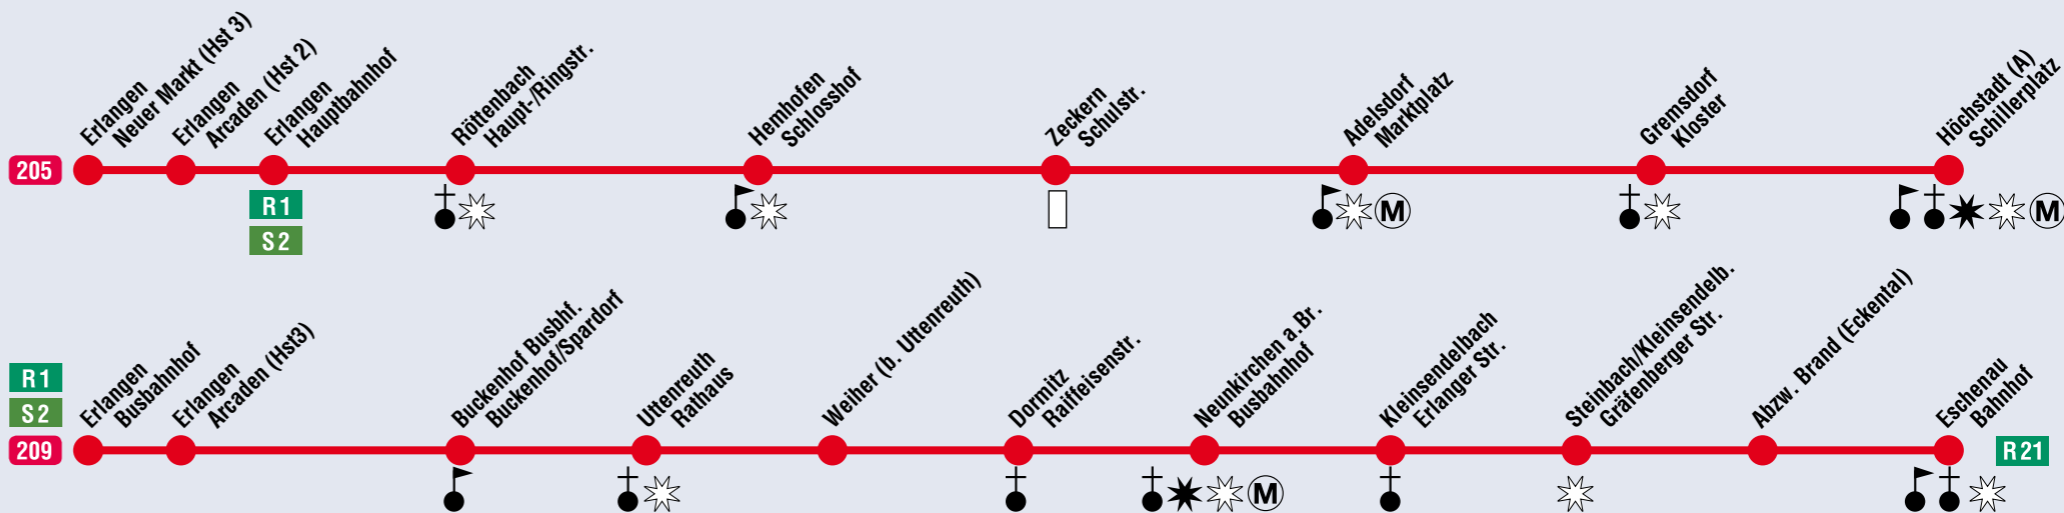 Erlangen
Neuer Markt (Hst 3)
Erlangen
Arcaden (Hst 2)
Erlangen
Hauptbahnhof
Röttenbach
Haupt-/Ringstr.
Hemhofen
Schlosshof
Zeckern
Schulstr.
Adelsdorf
Marktplatz
Gremsdorf
Kloster
Höchstadt (A)
Schillerplatz
205
R1
S2
M
M
Erlangen
Busbahnhof
Erlangen
Arcaden (Hst3)
Buckenhof Busbhf.
Buckenhof/Spardorf
Uttenreuth
Rathaus
Weiher (b. Uttenreuth)
Dormitz
Raiffeisenstr.
Neunkirchen a.Br.
Busbahnhof
Kleinsendelbach
Erlanger Str.
Steinbach/Kleinsendelb.
Gräfenberger Str.
Abzw. Brand (Eckental)
Eschenau
Bahnhof
R1
S2
209
R21
M